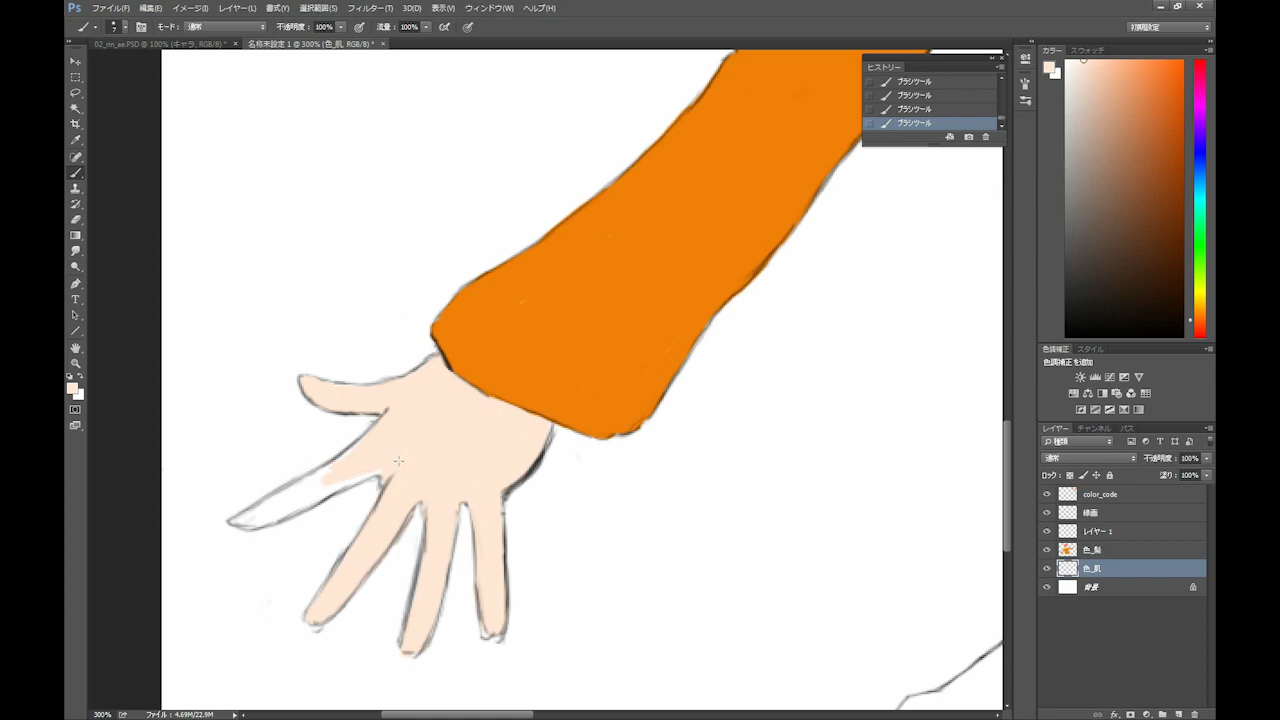 Ps ファイル(F) 編集(E) イメージ(I) レイヤー(L) 書式(Y) 選択範囲(S) フィルター(T) 3D(D) 表示(V) ウィンドウ(W) ヘルプ(H)
7 モード: 通常 不透明度: 100% 流量: 100% 初期設定
02_rin_ae.PSD @ 100% (キャラ, RGB/8) * × 名称未設定 1 @ 300% (色_肌, RGB/8) * ×
カラー スウォッチ
ヒストリー
ブラシツール
ブラシツール
ブラシツール
ブラシツール
色調補正 スタイル
色調補正を追加
レイヤー チャンネル パス
種類
通常 不透明度: 100%
ロック: 塗り: 100%
color_code
線画
レイヤー 1
色_髪
色_肌
背景
300% ファイル : 4.69M/22.9M